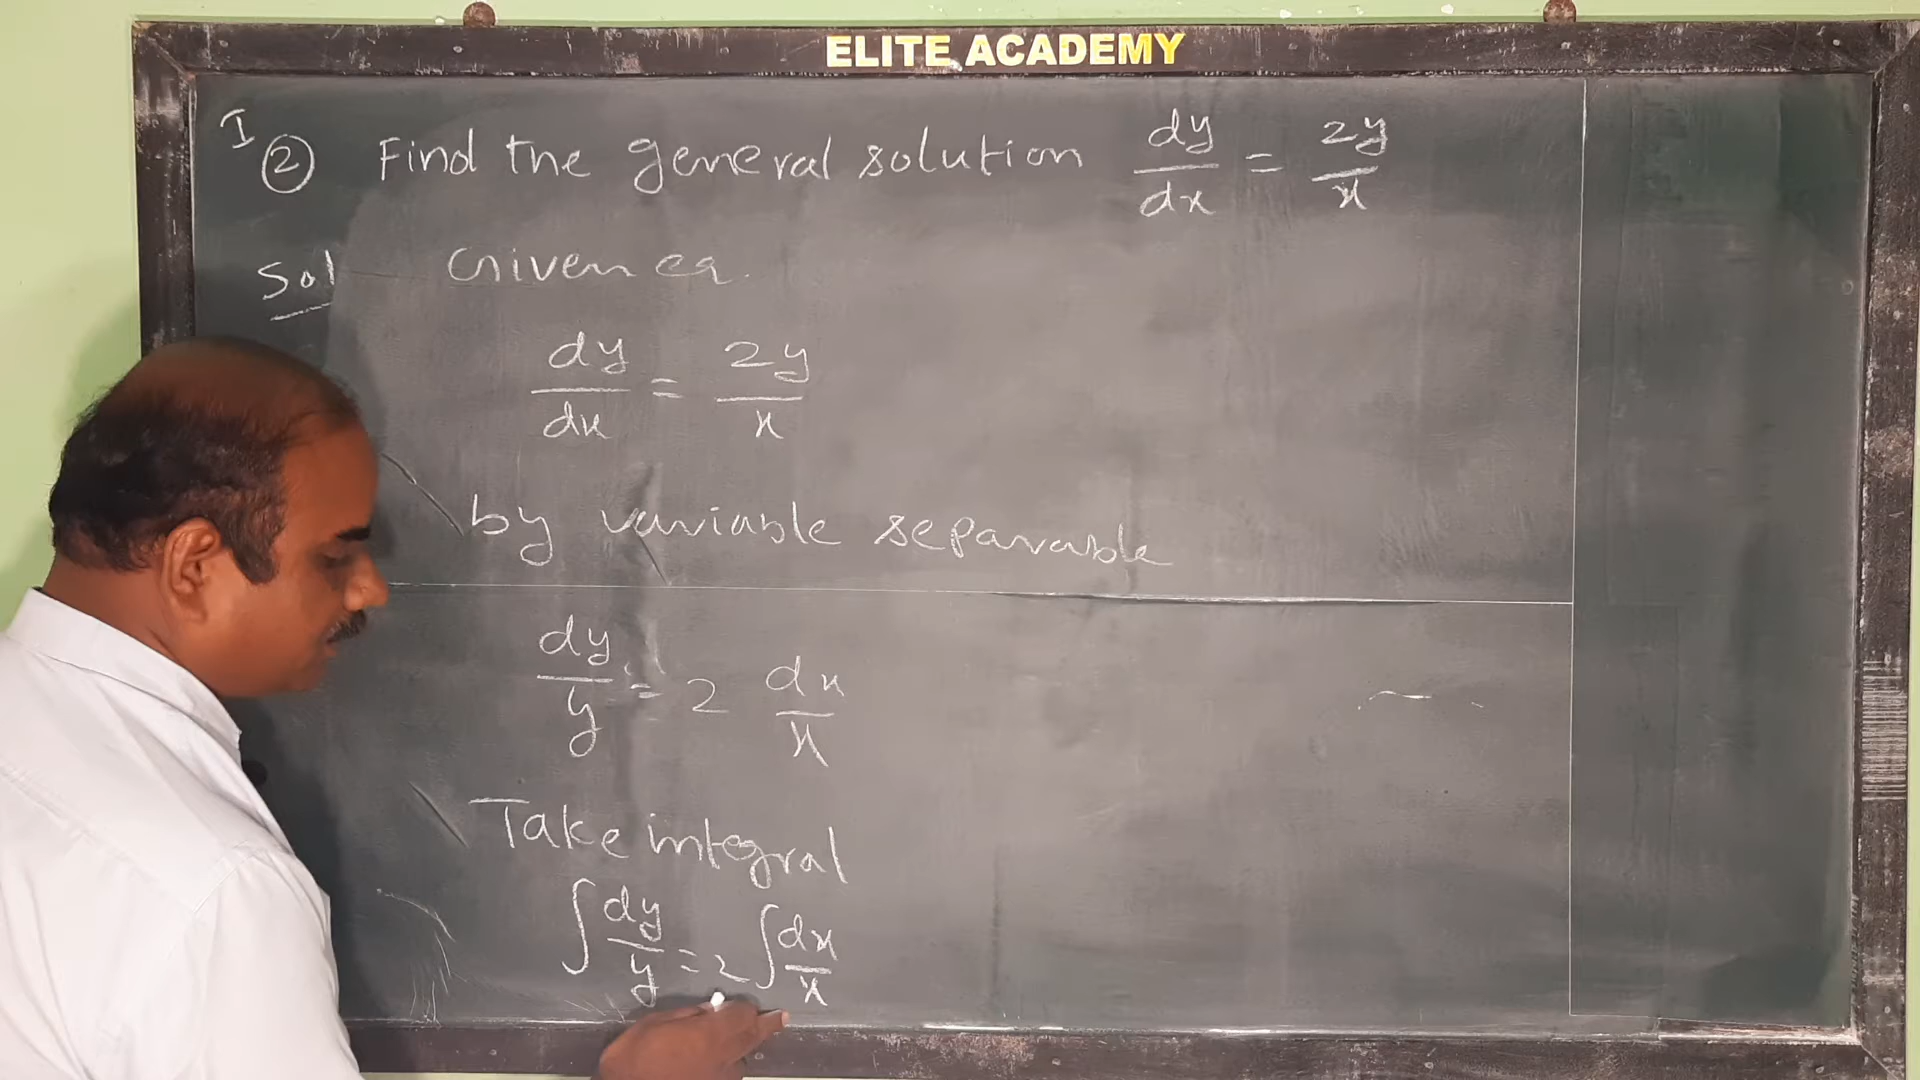 ELITE ACADEMY
I
② Find the general solution dy/dx = 2y/x
Sol Given eq.
dy/dx = 2y/x
by variable separable
dy/y = 2 dx/x
Take integral
∫dy/y = 2∫dx/x